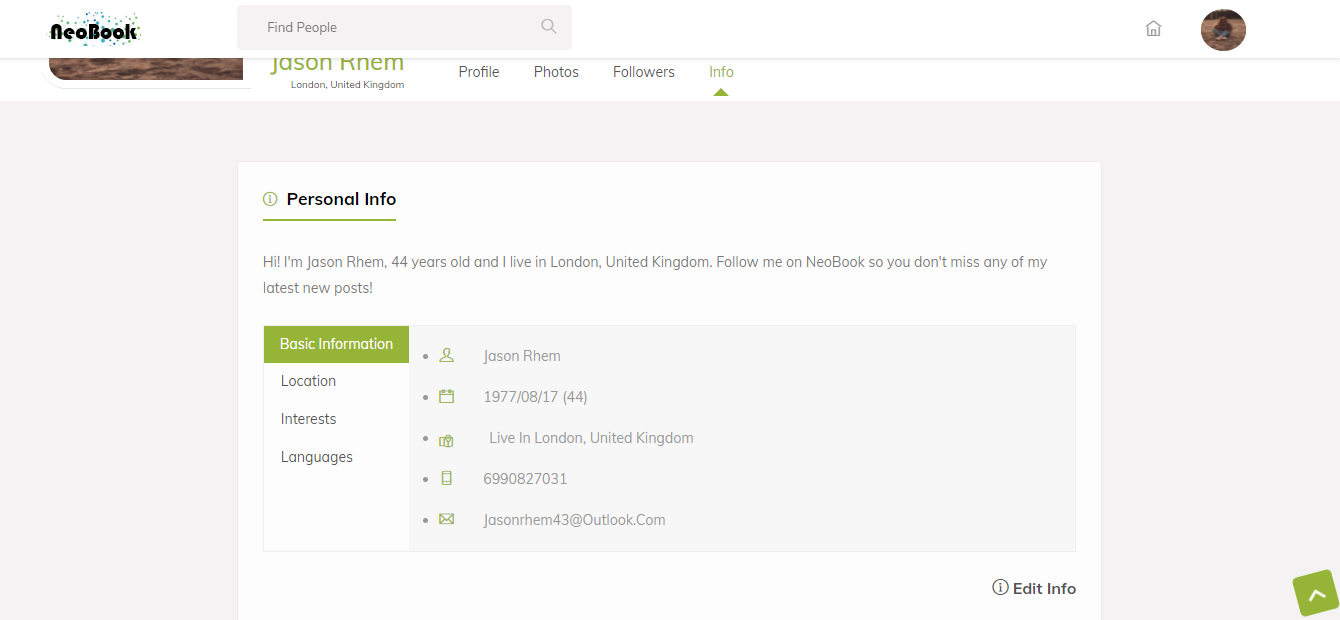 NeoBook
Find People
Jason Rhem
London, United Kingdom
Profile
Photos
Followers
Info
Personal Info
Hi! I'm Jason Rhem, 44 years old and I live in London, United Kingdom. Follow me on NeoBook so you don't miss any of my
latest new posts!
Basic Information
Location
Interests
Languages
Jason Rhem
1977/08/17 (44)
Live In London, United Kingdom
6990827031
Jasonrhem43@Outlook.Com
Edit Info